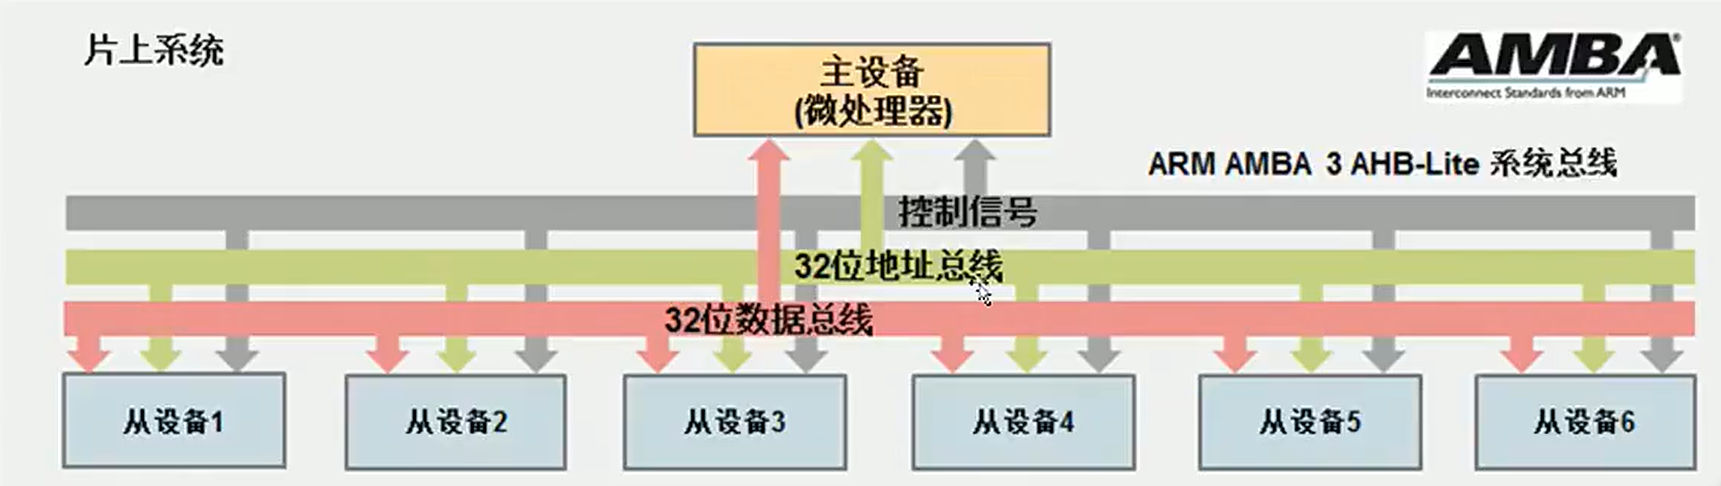 片上系统
主设备
(微处理器)
AMBA®
Interconnect Standards from ARM
ARM AMBA 3 AHB-Lite 系统总线
控制信号
32位地址总线
32位数据总线
从设备1
从设备2
从设备3
从设备4
从设备5
从设备6